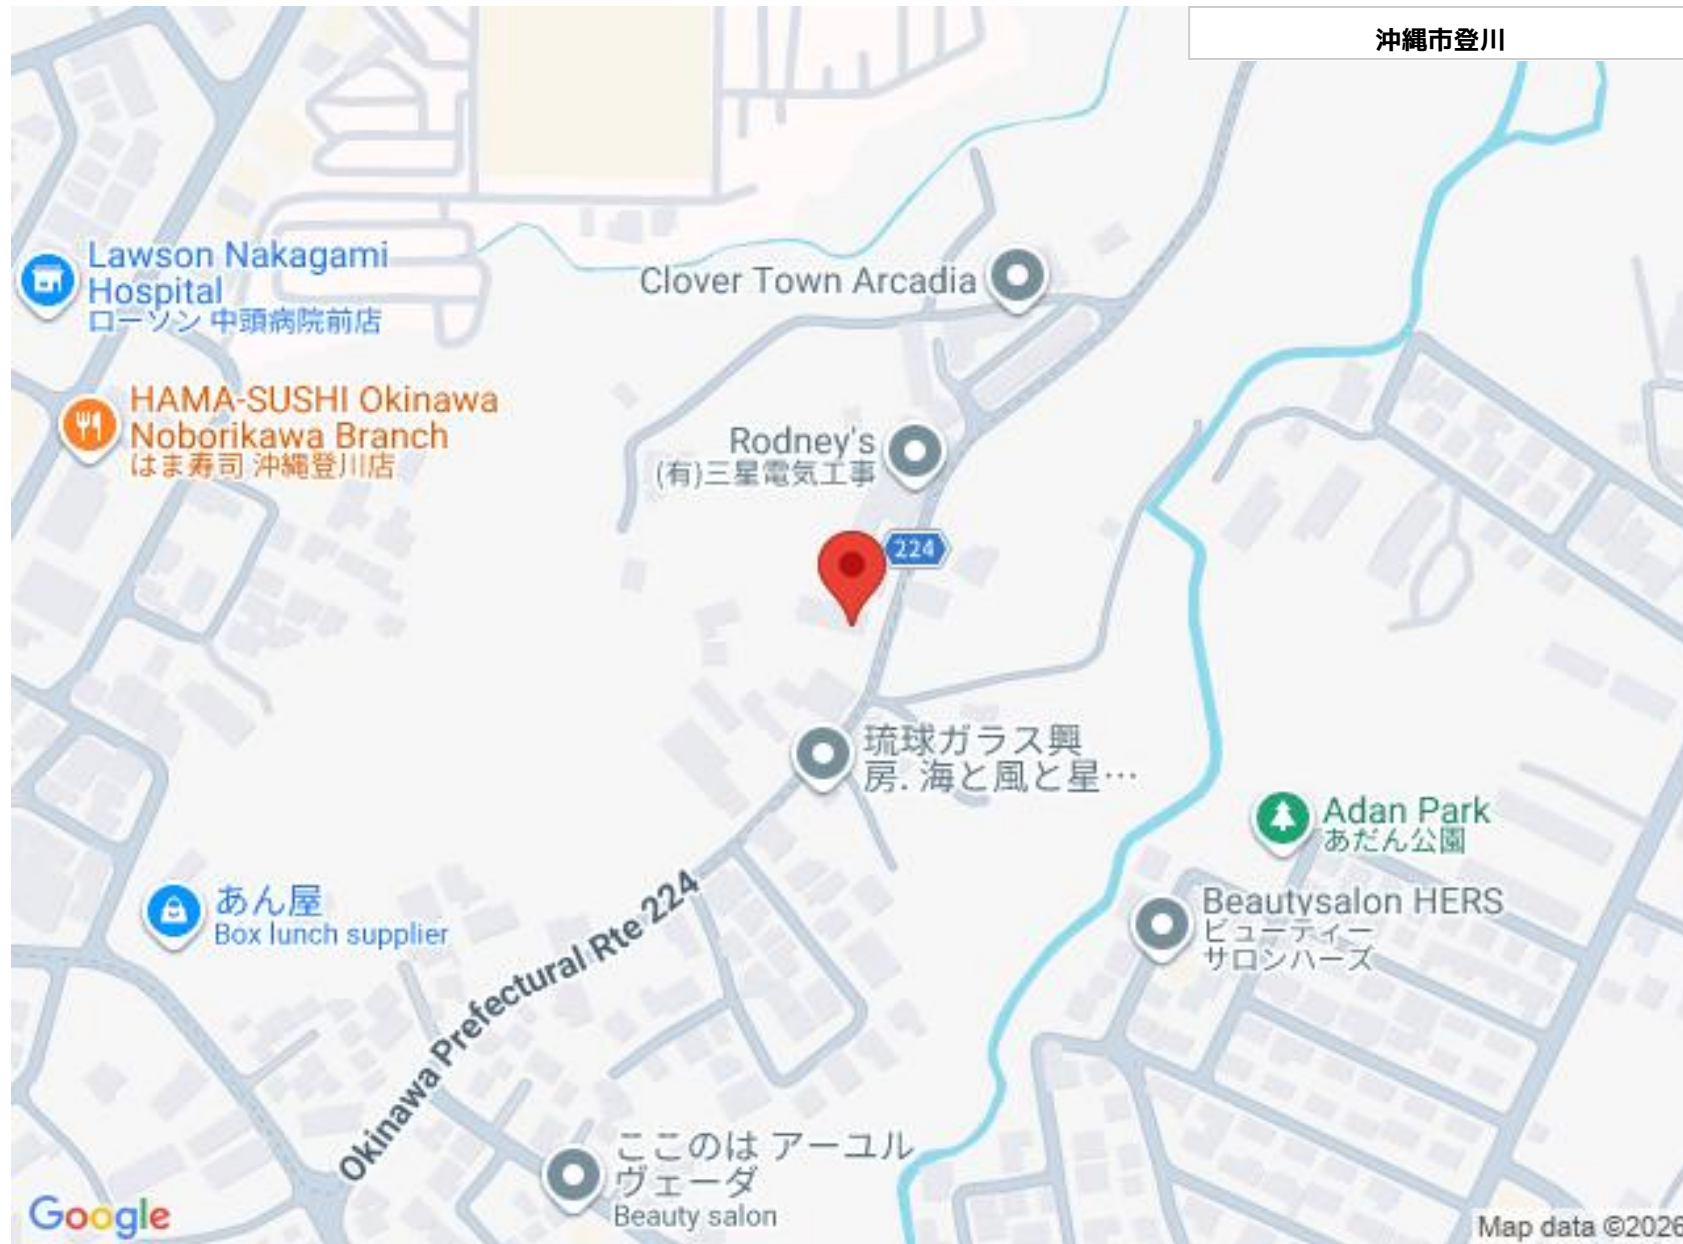 沖縄市登川
Lawson Nakagami
Hospital
ローソン 中頭病院前店
Clover Town Arcadia
HAMA-SUSHI Okinawa
Noborikawa Branch
はま寿司 沖縄登川店
Rodney's
(有)三星電気工事
224
琉球ガラス興
房. 海と風と星…
Adan Park
あだん公園
あん屋
Box lunch supplier
Beautysalon HERS
ビューティー
サロンハーズ
Okinawa Prefectural Rte 224
ここのは アーユル
ヴェーダ
Beauty salon
Google
Map data ©2026